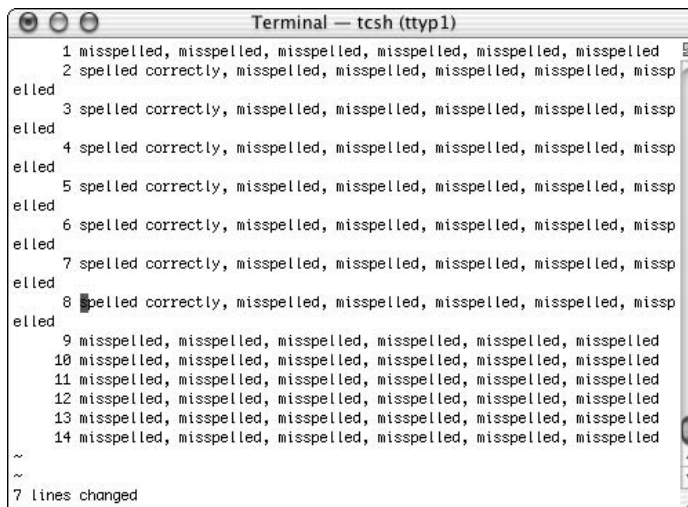 Terminal — tcsh (ttyp1)
1 misspelled, misspelled, misspelled, misspelled, misspelled, misspelled
2 spelled correctly, misspelled, misspelled, misspelled, misspelled, missp
elled
3 spelled correctly, misspelled, misspelled, misspelled, misspelled, missp
elled
4 spelled correctly, misspelled, misspelled, misspelled, misspelled, missp
elled
5 spelled correctly, misspelled, misspelled, misspelled, misspelled, missp
elled
6 spelled correctly, misspelled, misspelled, misspelled, misspelled, missp
elled
7 spelled correctly, misspelled, misspelled, misspelled, misspelled, missp
elled
8 spelled correctly, misspelled, misspelled, misspelled, misspelled, missp
elled
9 misspelled, misspelled, misspelled, misspelled, misspelled, misspelled
10 misspelled, misspelled, misspelled, misspelled, misspelled, misspelled
11 misspelled, misspelled, misspelled, misspelled, misspelled, misspelled
12 misspelled, misspelled, misspelled, misspelled, misspelled, misspelled
13 misspelled, misspelled, misspelled, misspelled, misspelled, misspelled
14 misspelled, misspelled, misspelled, misspelled, misspelled, misspelled
~
~
7 lines changed